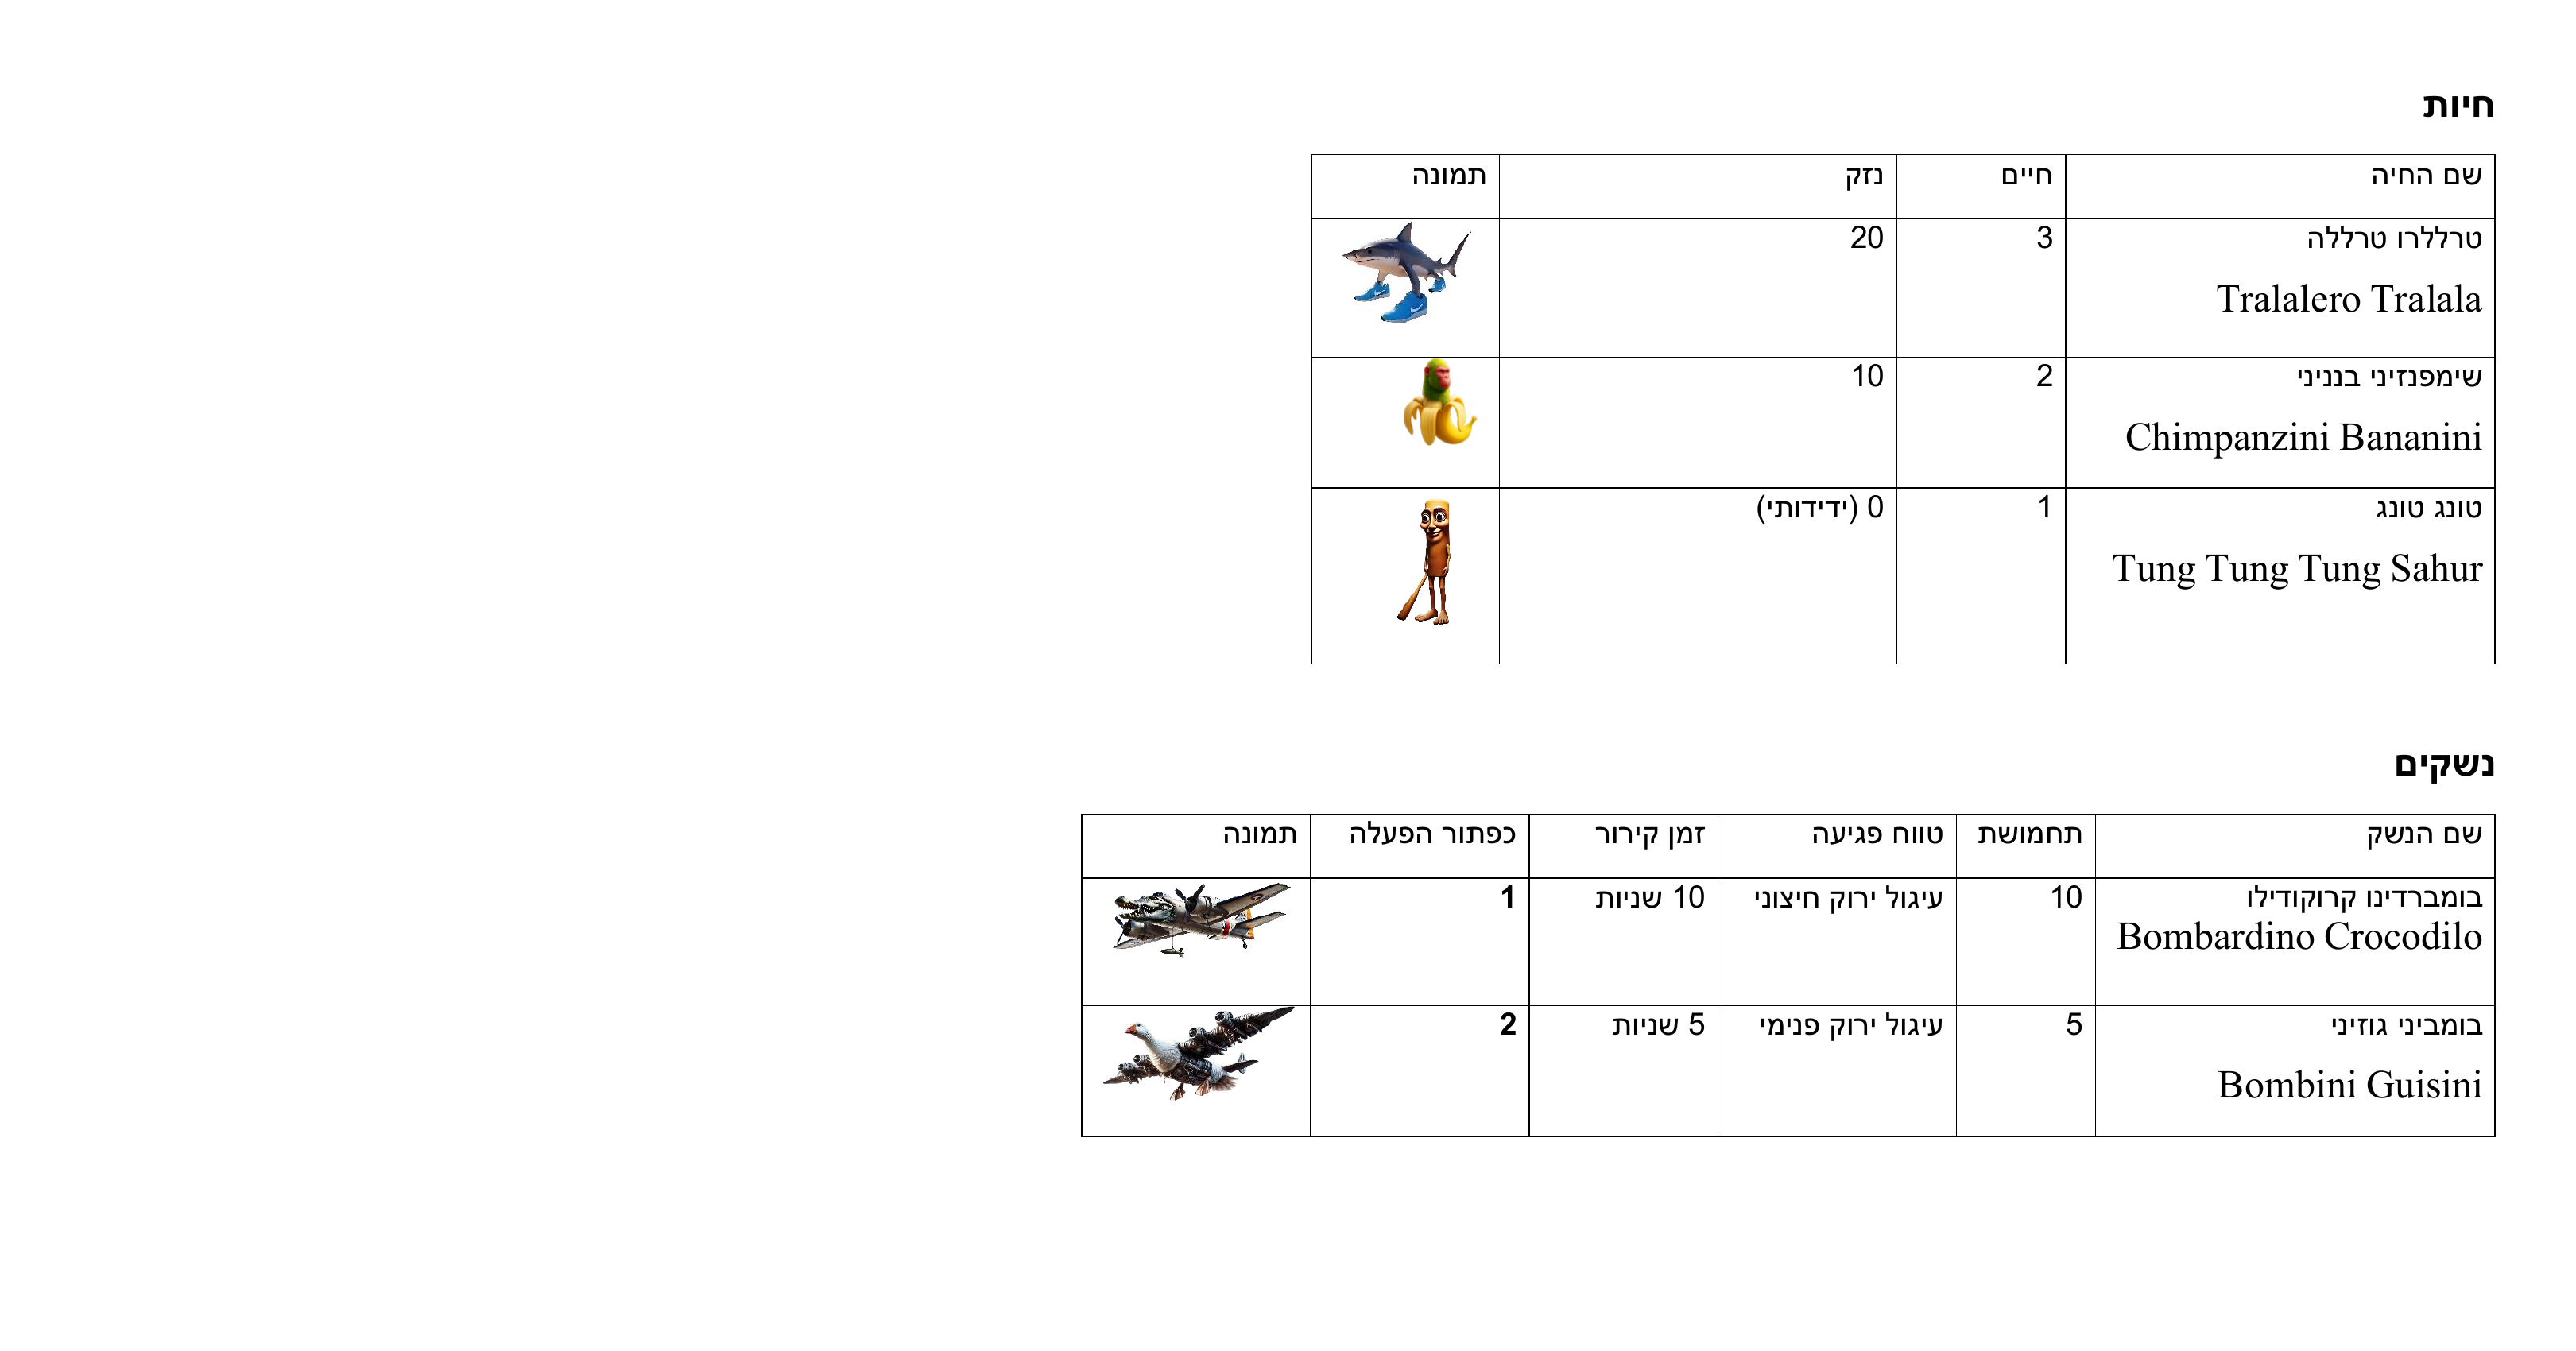 חיות
שם החיה חיים נזק תמונה
טרללרו טרללה 3 20
Tralalero Tralala
שימפנזיני בנניני 2 10
Chimpanzini Bananini
טונג טונג 1 0 (ידידותי)
Tung Tung Tung Sahur
נשקים
שם הנשק תחמושת טווח פגיעה זמן קירור כפתור הפעלה תמונה
בומברדינו קרוקודילו 10 עיגול ירוק חיצוני 10 שניות 1
Bombardino Crocodilo
בומביני גוזיני 5 עיגול ירוק פנימי 5 שניות 2
Bombini Guisini